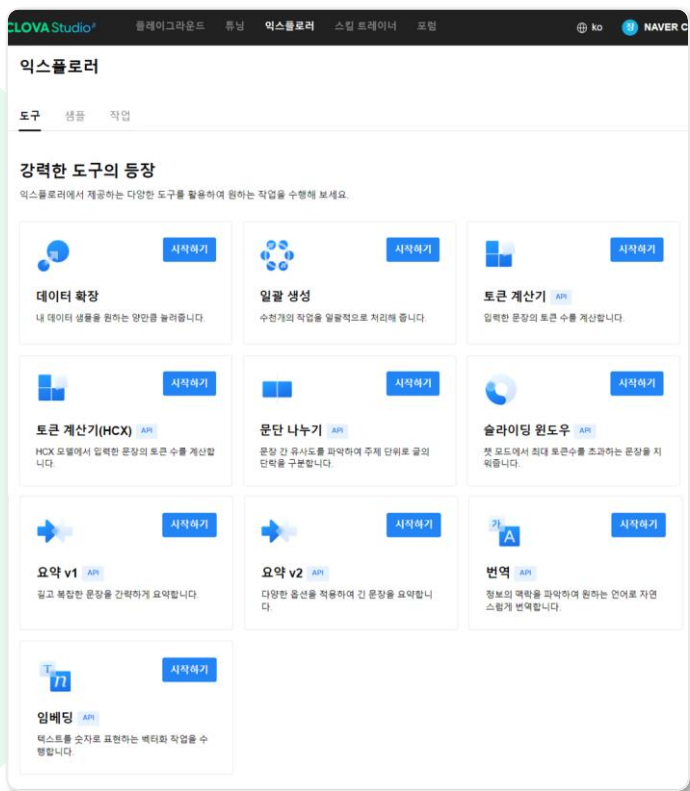 CLOVA Studio
플레이그라운드 튜닝 익스플로러 스킬 트레이너 포럼 ko 장 NAVER C
익스플로러
도구 샘플 작업
강력한 도구의 등장
익스플로러에서 제공하는 다양한 도구를 활용하여 원하는 작업을 수행해 보세요.
시작하기
데이터 확장
내 데이터 샘플을 원하는 양만큼 늘려줍니다.
시작하기
일괄 생성
수천개의 작업을 일괄적으로 처리해 줍니다.
시작하기
토큰 계산기 API
입력한 문장의 토큰 수를 계산합니다.
시작하기
토큰 계산기(HCX) API
HCX 모델에서 입력한 문장의 토큰 수를 계산합
니다.
시작하기
문단 나누기 API
문장 간 유사도를 파악하여 주제 단위로 글의
단락을 구분합니다.
시작하기
슬라이딩 윈도우 API
챗 모드에서 최대 토큰수를 초과하는 문장을 지
워줍니다.
시작하기
요약 v1 API
길고 복잡한 문장을 간략하게 요약합니다.
시작하기
요약 v2 API
다양한 옵션을 적용하여 긴 문장을 요약합니
다.
가
A
시작하기
번역 API
정보의 맥락을 파악하여 원하는 언어로 자연
스럽게 번역합니다.
T
n
시작하기
임베딩 API
텍스트를 숫자로 표현하는 벡터화 작업을 수
행합니다.